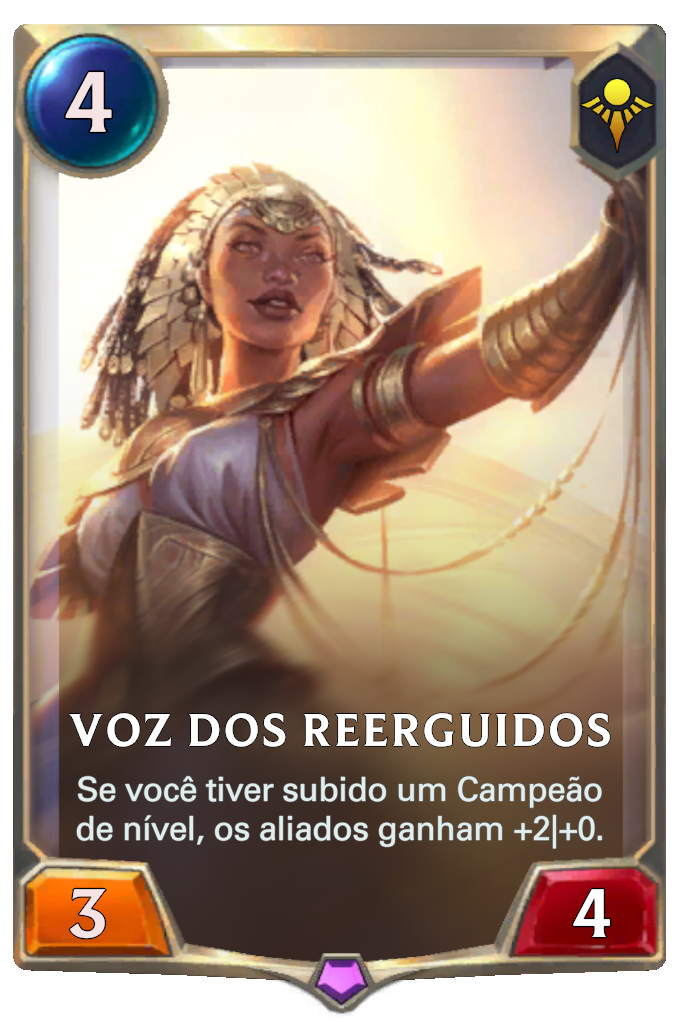 4
VOZ DOS REERGUIDOS
Se você tiver subido um Campeão
de nível, os aliados ganham +2|+0.
3
4